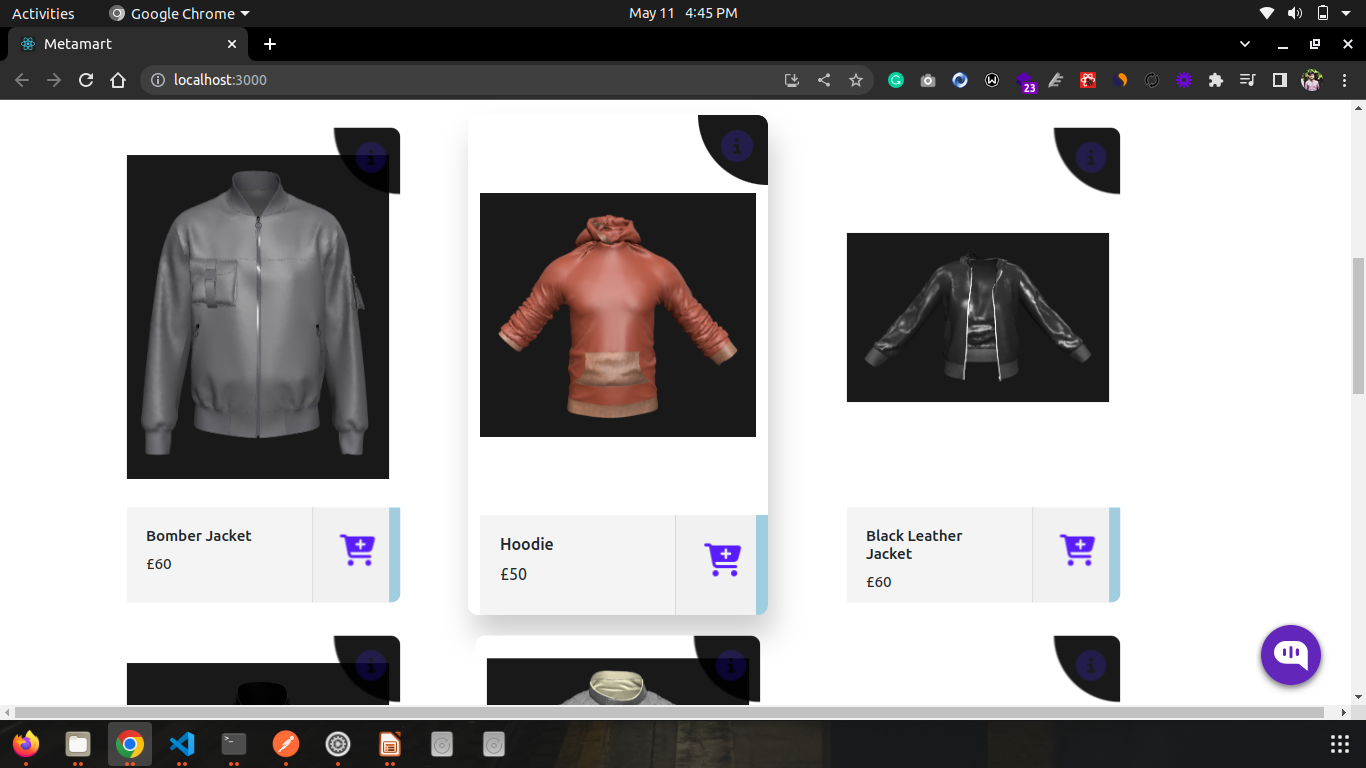 Activities
Google Chrome
May 11 4:45 PM
Metamart
localhost:3000
23
Bomber Jacket
£60
Hoodie
£50
Black Leather
Jacket
£60